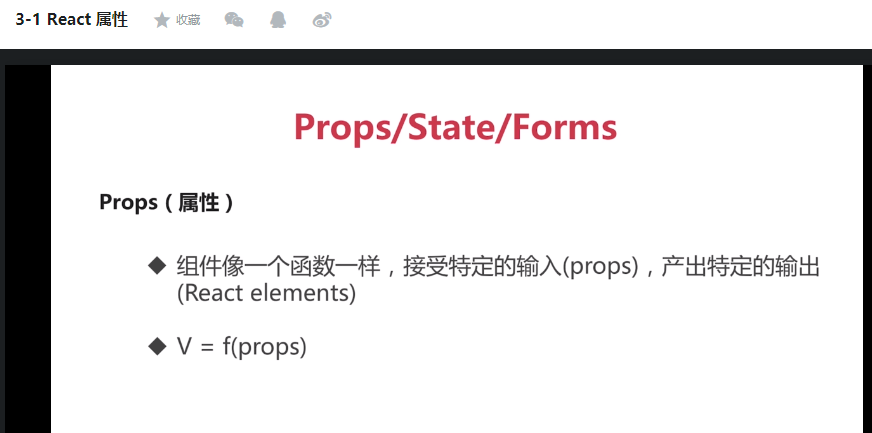 3-1 React 属性 收藏
Props/State/Forms
Props（属性）
组件像一个函数一样，接受特定的输入(props)，产出特定的输出
(React elements)
V = f(props)